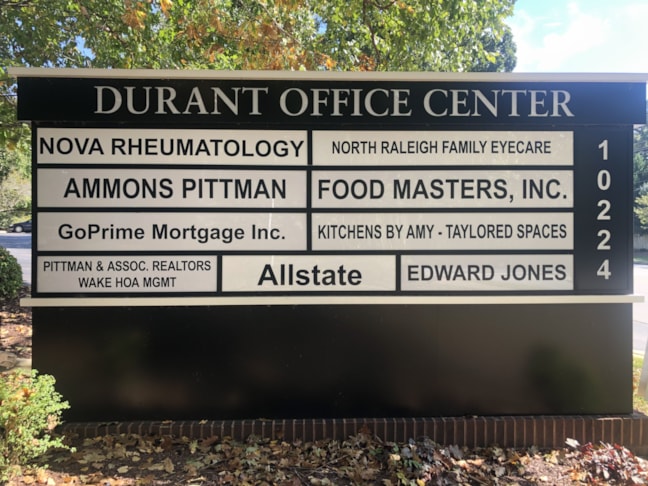 DURANT OFFICE CENTER
NOVA RHEUMATOLOGY
NORTH RALEIGH FAMILY EYECARE
AMMONS PITTMAN
FOOD MASTERS, INC.
GoPrime Mortgage Inc.
KITCHENS BY AMY - TAYLORED SPACES
PITTMAN & ASSOC. REALTORS
WAKE HOA MGMT
Allstate
EDWARD JONES
10224